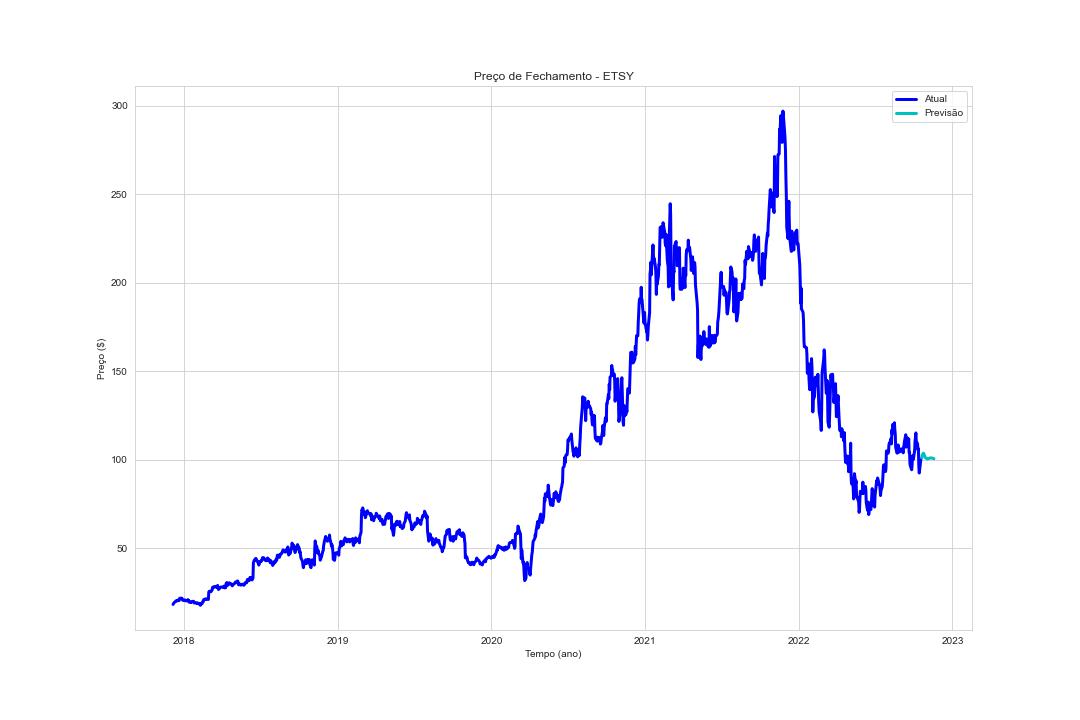 Preço de Fechamento - ETSY
Atual
Previsão
300
250
200
150
100
50
Preço ($)
2018 2019 2020 2021 2022 2023
Tempo (ano)